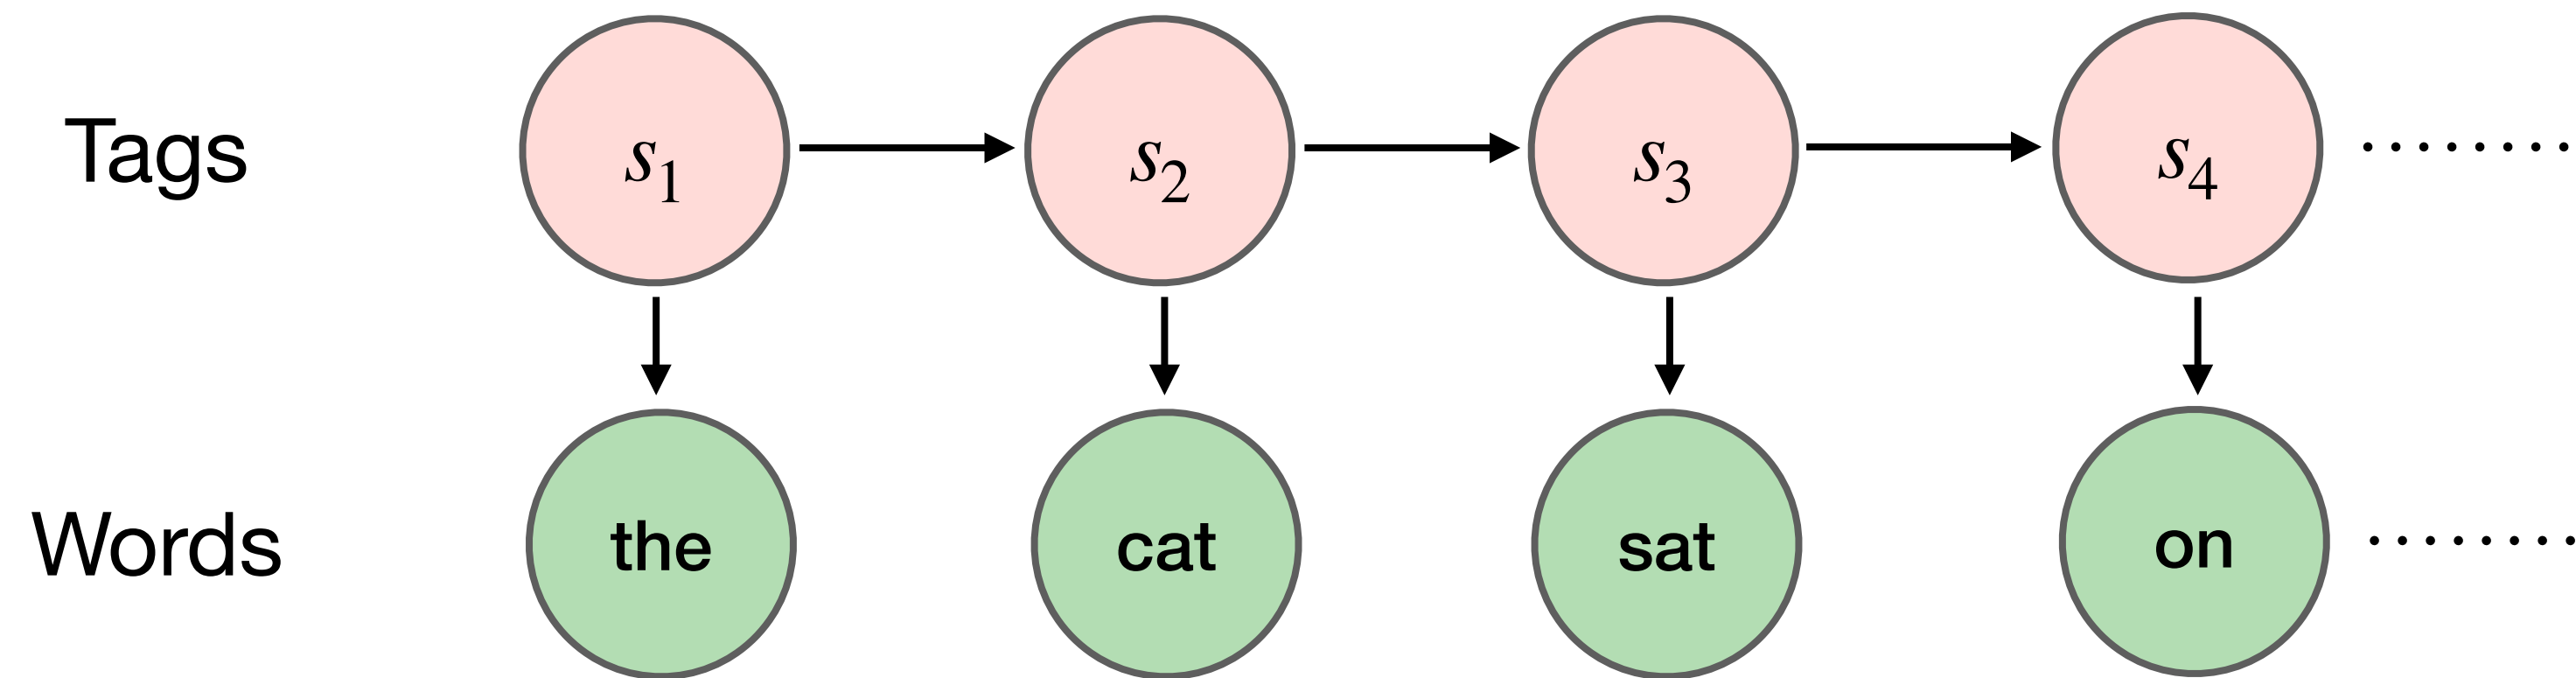 Tags s₁ s₂ s₃ s₄ ........
Words the cat sat on ........